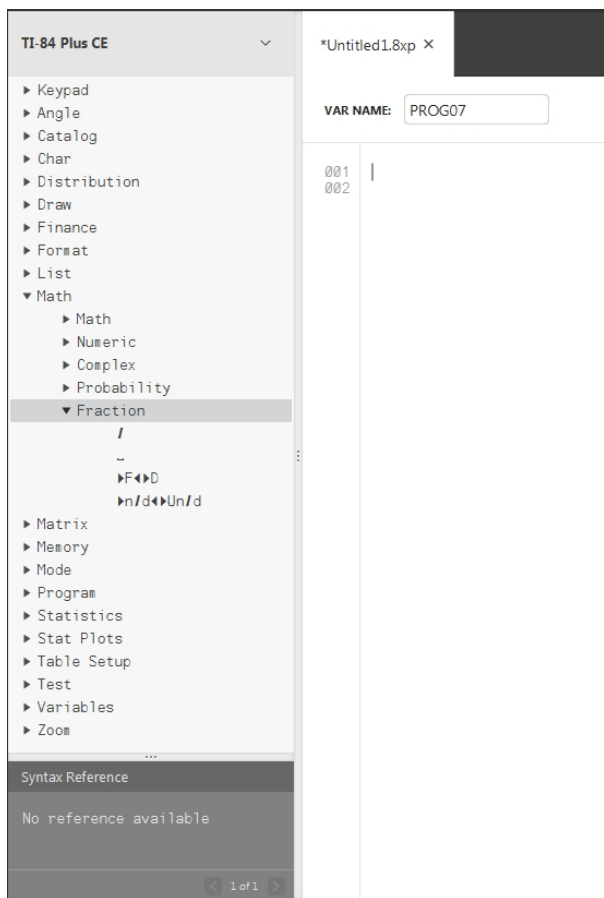 TI-84 Plus CE
▶ Keypad
▶ Angle
▶ Catalog
▶ Char
▶ Distribution
▶ Draw
▶ Finance
▶ Format
▶ List
▼ Math
▶ Math
▶ Numeric
▶ Complex
▶ Probability
▼ Fraction
/
⎵
▶F◀▶D
▶n/d◀▶Un/d
▶ Matrix
▶ Memory
▶ Mode
▶ Program
▶ Statistics
▶ Stat Plots
▶ Table Setup
▶ Test
▶ Variables
▶ Zoom
Syntax Reference
No reference available
1 of 1
*Untitled1.8xp ×
VAR NAME: PROG07
001
002